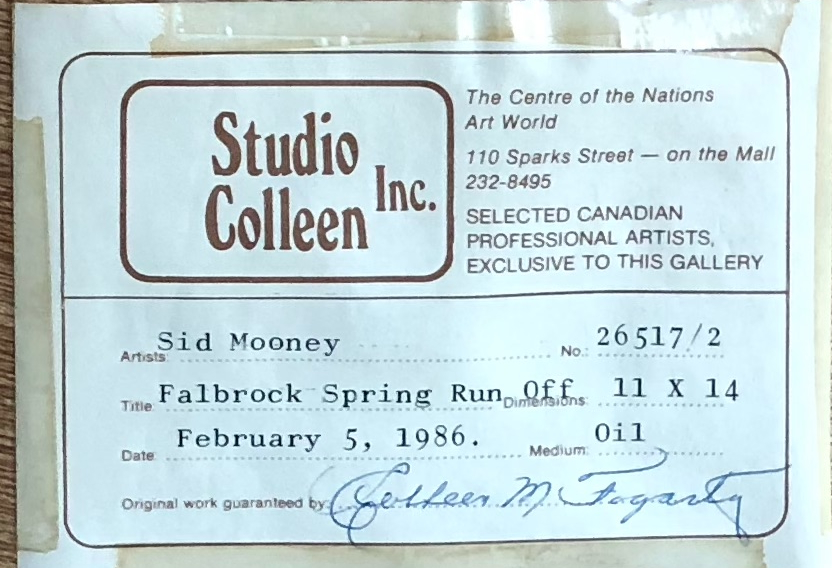 Studio
Colleen Inc.
The Centre of the Nations
Art World
110 Sparks Street — on the Mall
232-8495
SELECTED CANADIAN
PROFESSIONAL ARTISTS,
EXCLUSIVE TO THIS GALLERY
Artists: Sid Mooney No.: 26517/2
Title: Falbrock Spring Run Off Dimensions: 11 X 14
Date: February 5, 1986. Medium: Oil
Original work guaranteed by: Colleen M. Fogarty